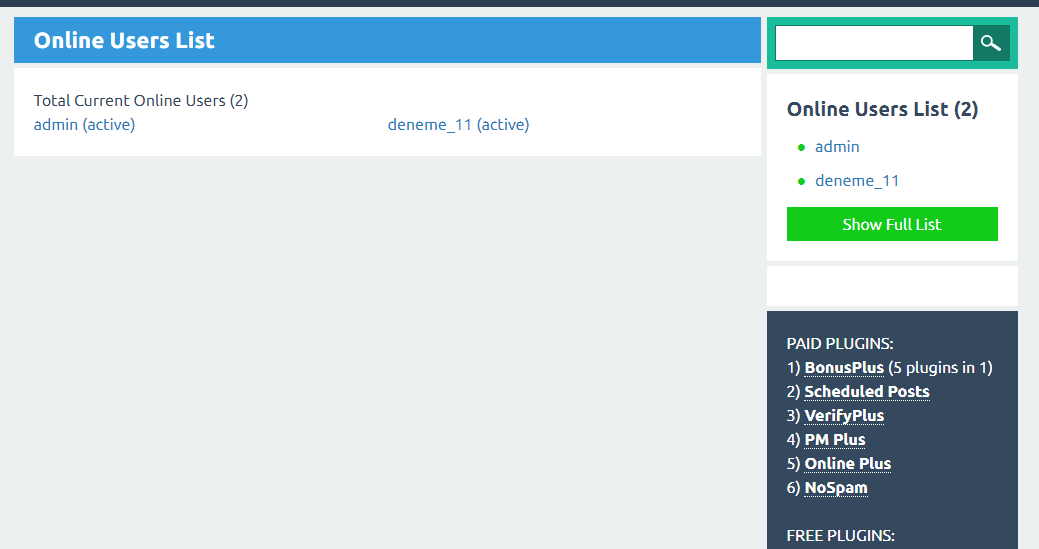 Online Users List
Total Current Online Users (2)
admin (active)
deneme_11 (active)
Online Users List (2)
admin
deneme_11
Show Full List
PAID PLUGINS:
1) BonusPlus (5 plugins in 1)
2) Scheduled Posts
3) VerifyPlus
4) PM Plus
5) Online Plus
6) NoSpam
FREE PLUGINS: